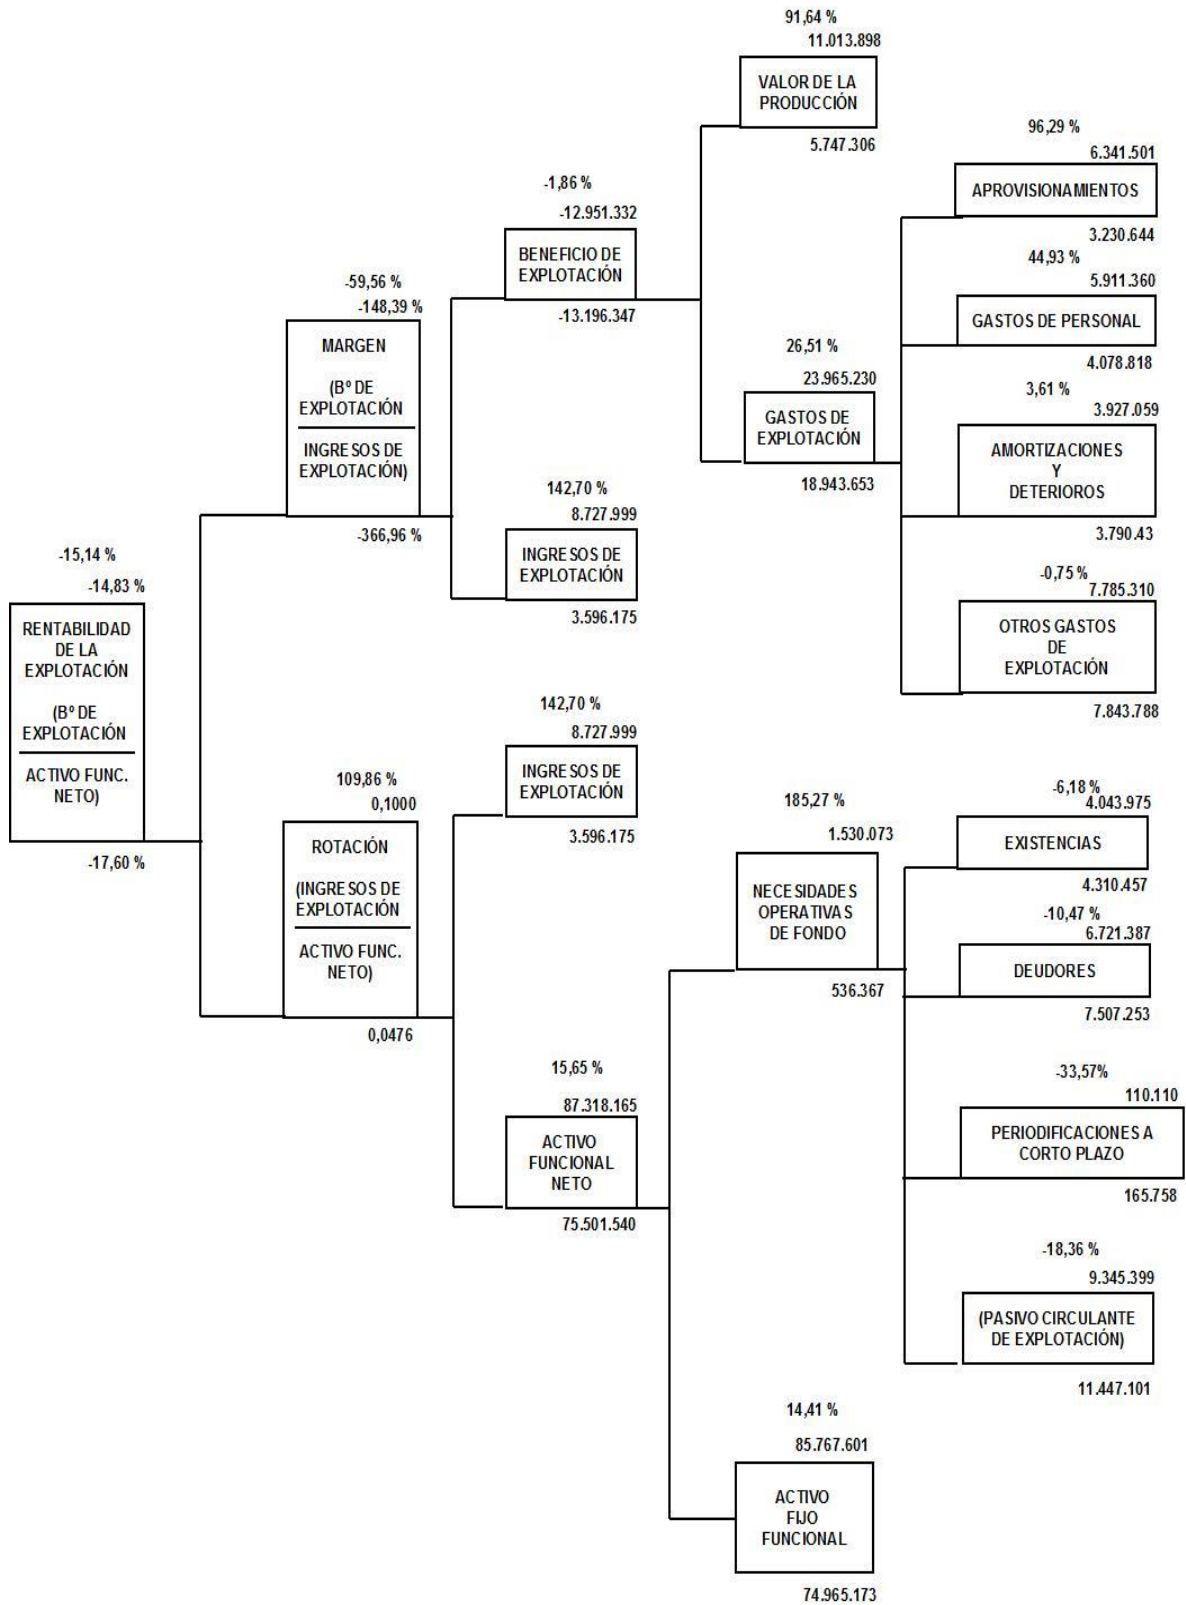 91,64 %
11.013.898
VALOR DE LA
PRODUCCIÓN
5.747.306
96,29 %
6.341.501
APROVISIONAMIENTOS
3.230.644
-1,86 %
-12.951.332
BENEFICIO DE
EXPLOTACIÓN
-13.196.347
44,93 %
5.911.360
GASTOS DE PERSONAL
4.078.818
-59,56 %
-148,39 %
MARGEN
(Bº DE
EXPLOTACIÓN
INGRESOS DE
EXPLOTACIÓN)
-366,96 %
26,51 %
23.965.230
GASTOS DE
EXPLOTACIÓN
18.943.653
3,61 %
3.927.059
AMORTIZACIONES
Y
DETERIOROS
3.790.43
142,70 %
8.727.999
INGRESOS DE
EXPLOTACIÓN
3.596.175
-0,75 %
7.785.310
OTROS GASTOS
DE
EXPLOTACIÓN
7.843.788
-15,14 %
-14,83 %
RENTABILIDAD
DE LA
EXPLOTACIÓN
(Bº DE
EXPLOTACIÓN
ACTIVO FUNC.
NETO)
-17,60 %
142,70 %
8.727.999
INGRESOS DE
EXPLOTACIÓN
3.596.175
109,86 %
0,1000
ROTACIÓN
(INGRESOS DE
EXPLOTACIÓN
ACTIVO FUNC.
NETO)
0,0476
185,27 %
1.530.073
NECESIDADES
OPERATIVAS
DE FONDO
536.367
-6,18 %
4.043.975
EXISTENCIAS
4.310.457
-10,47 %
6.721.387
DEUDORES
7.507.253
15,65 %
87.318.165
ACTIVO
FUNCIONAL
NETO
75.501.540
-33,57%
110.110
PERIODIFICACIONES A
CORTO PLAZO
165.758
-18,36 %
9.345.399
(PASIVO CIRCULANTE
DE EXPLOTACIÓN)
11.447.101
14,41 %
85.767.601
ACTIVO
FIJO
FUNCIONAL
74.965.173